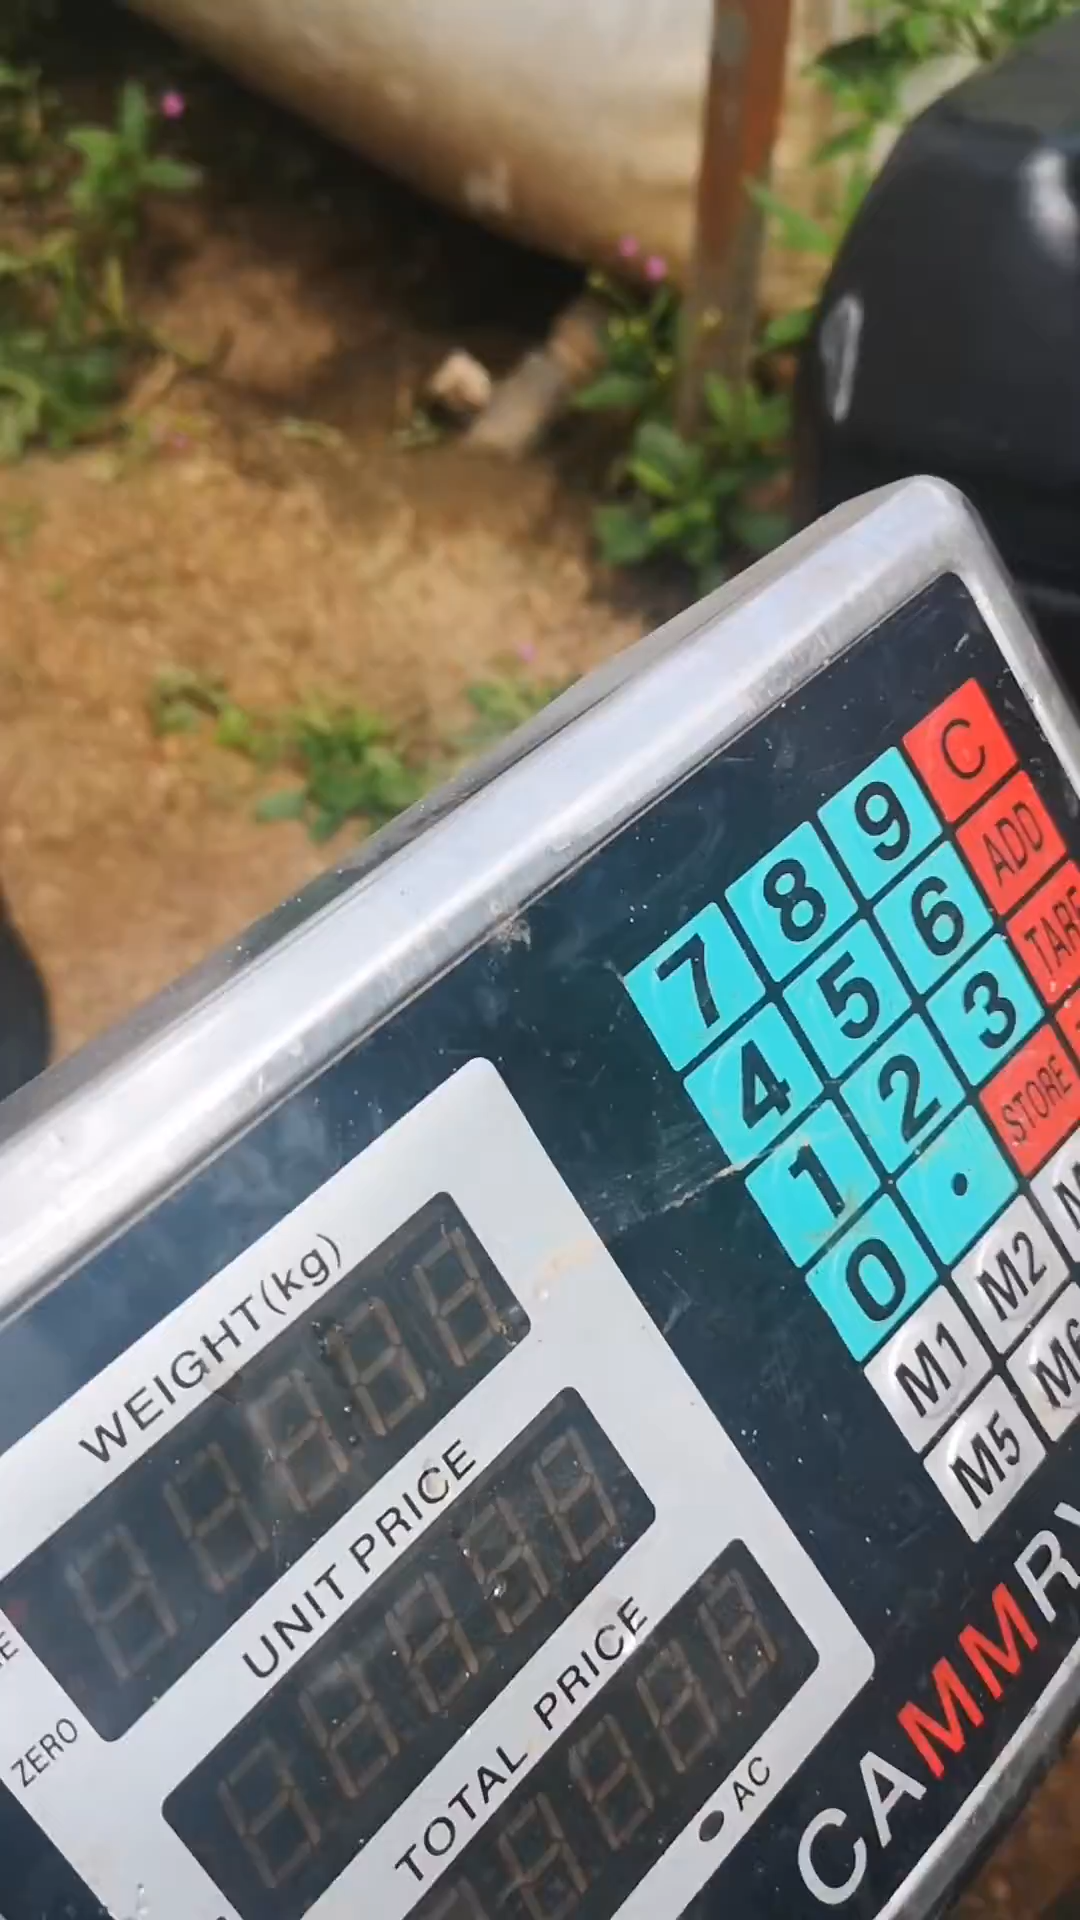 7 8 9 C
4 5 6 ADD
1 2 3 TARE
0 . STORE
M1 M2
M5 M6
WEIGHT(kg)
UNIT PRICE
ZERO
TOTAL PRICE
AC
CAMMRY